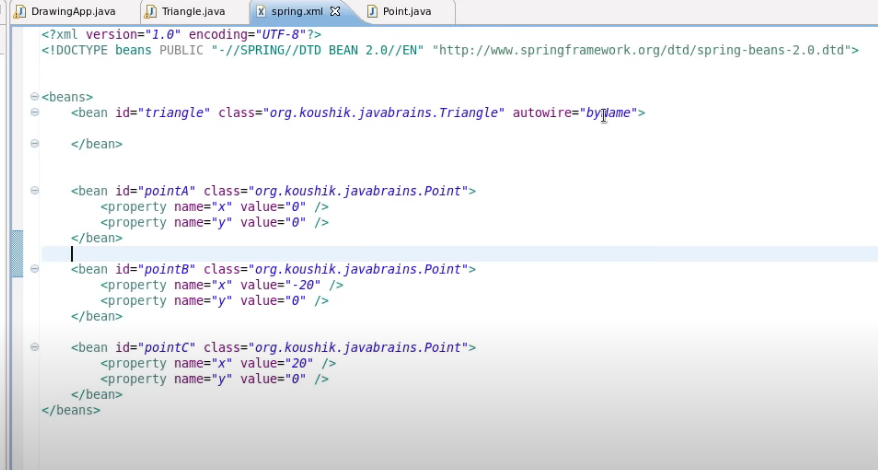 DrawingApp.java Triangle.java spring.xml Point.java
<?xml version="1.0" encoding="UTF-8"?>
<!DOCTYPE beans PUBLIC "-//SPRING//DTD BEAN 2.0//EN" "http://www.springframework.org/dtd/spring-beans-2.0.dtd">
<beans>
<bean id="triangle" class="org.koushik.javabrains.Triangle" autowire="byName">
</bean>
<bean id="pointA" class="org.koushik.javabrains.Point">
<property name="x" value="0" />
<property name="y" value="0" />
</bean>
<bean id="pointB" class="org.koushik.javabrains.Point">
<property name="x" value="-20" />
<property name="y" value="0" />
</bean>
<bean id="pointC" class="org.koushik.javabrains.Point">
<property name="x" value="20" />
<property name="y" value="0" />
</bean>
</beans>